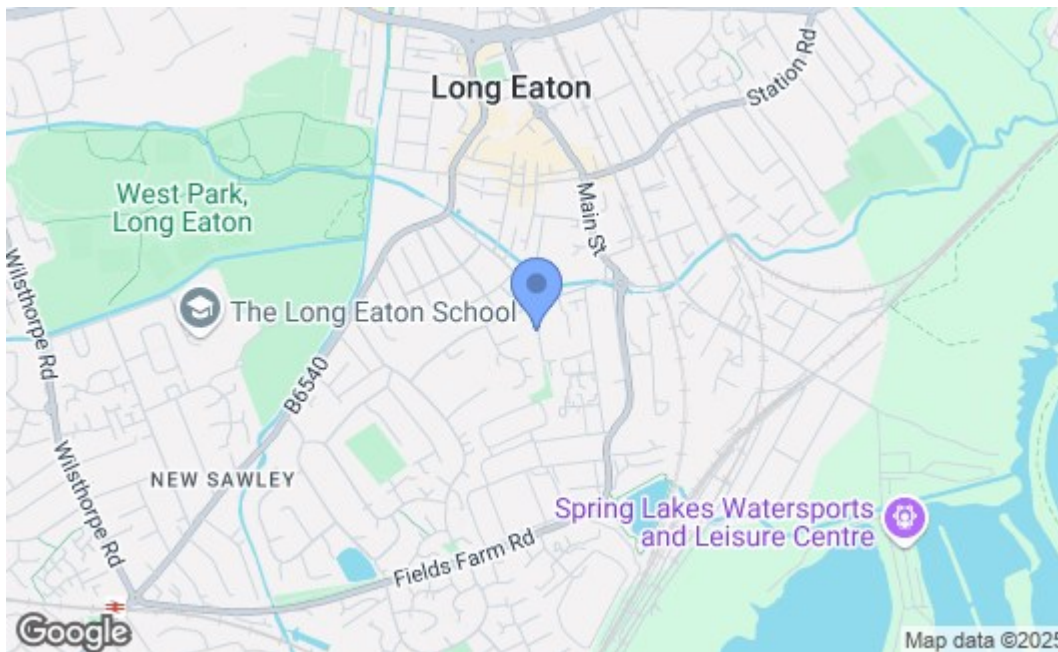 Long Eaton
Station Rd
West Park,
Long Eaton
Main St
Wilsthorpe Rd
The Long Eaton School
B6540
Wilsthorpe Rd
NEW SAWLEY
Spring Lakes Watersports
and Leisure Centre
Fields Farm Rd
Google
Map data ©2025